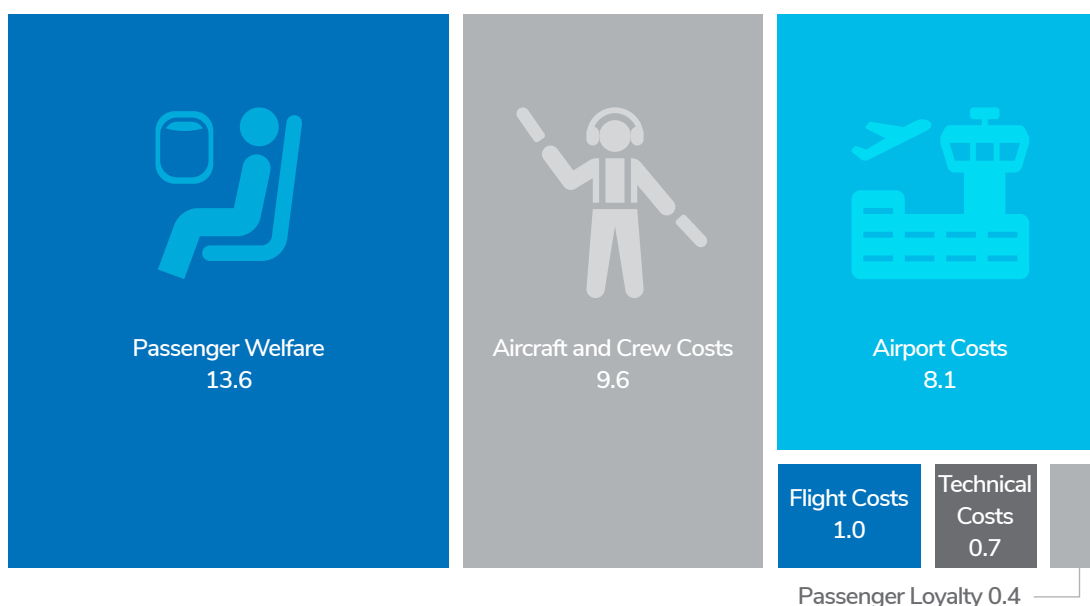 Passenger Welfare
13.6
Aircraft and Crew Costs
9.6
Airport Costs
8.1
Flight Costs
1.0
Technical
Costs
0.7
Passenger Loyalty 0.4